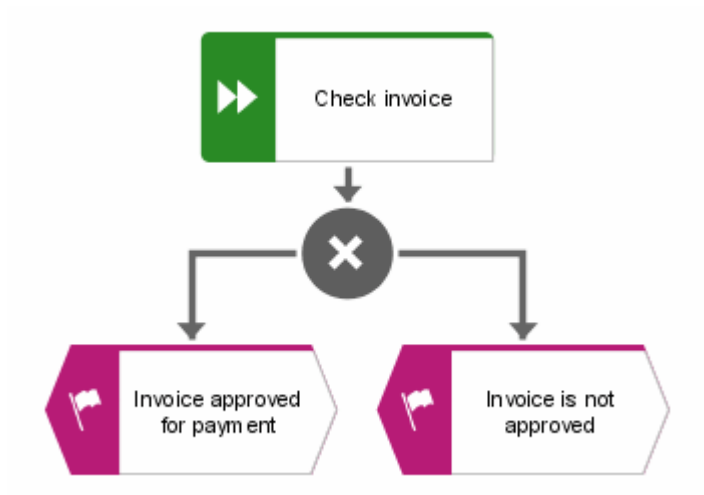 Check invoice
Invoice approved
for payment
Invoice is not
approved